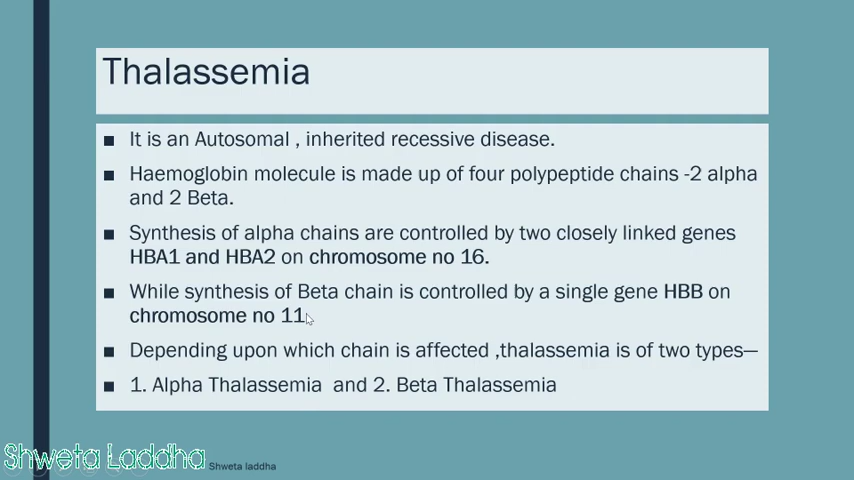 Thalassemia
■ It is an Autosomal , inherited recessive disease.
■ Haemoglobin molecule is made up of four polypeptide chains -2 alpha
and 2 Beta.
■ Synthesis of alpha chains are controlled by two closely linked genes
HBA1 and HBA2 on chromosome no 16.
■ While synthesis of Beta chain is controlled by a single gene HBB on
chromosome no 11.
■ Depending upon which chain is affected ,thalassemia is of two types—
■ 1. Alpha Thalassemia and 2. Beta Thalassemia
Shweta Laddha
Shweta laddha